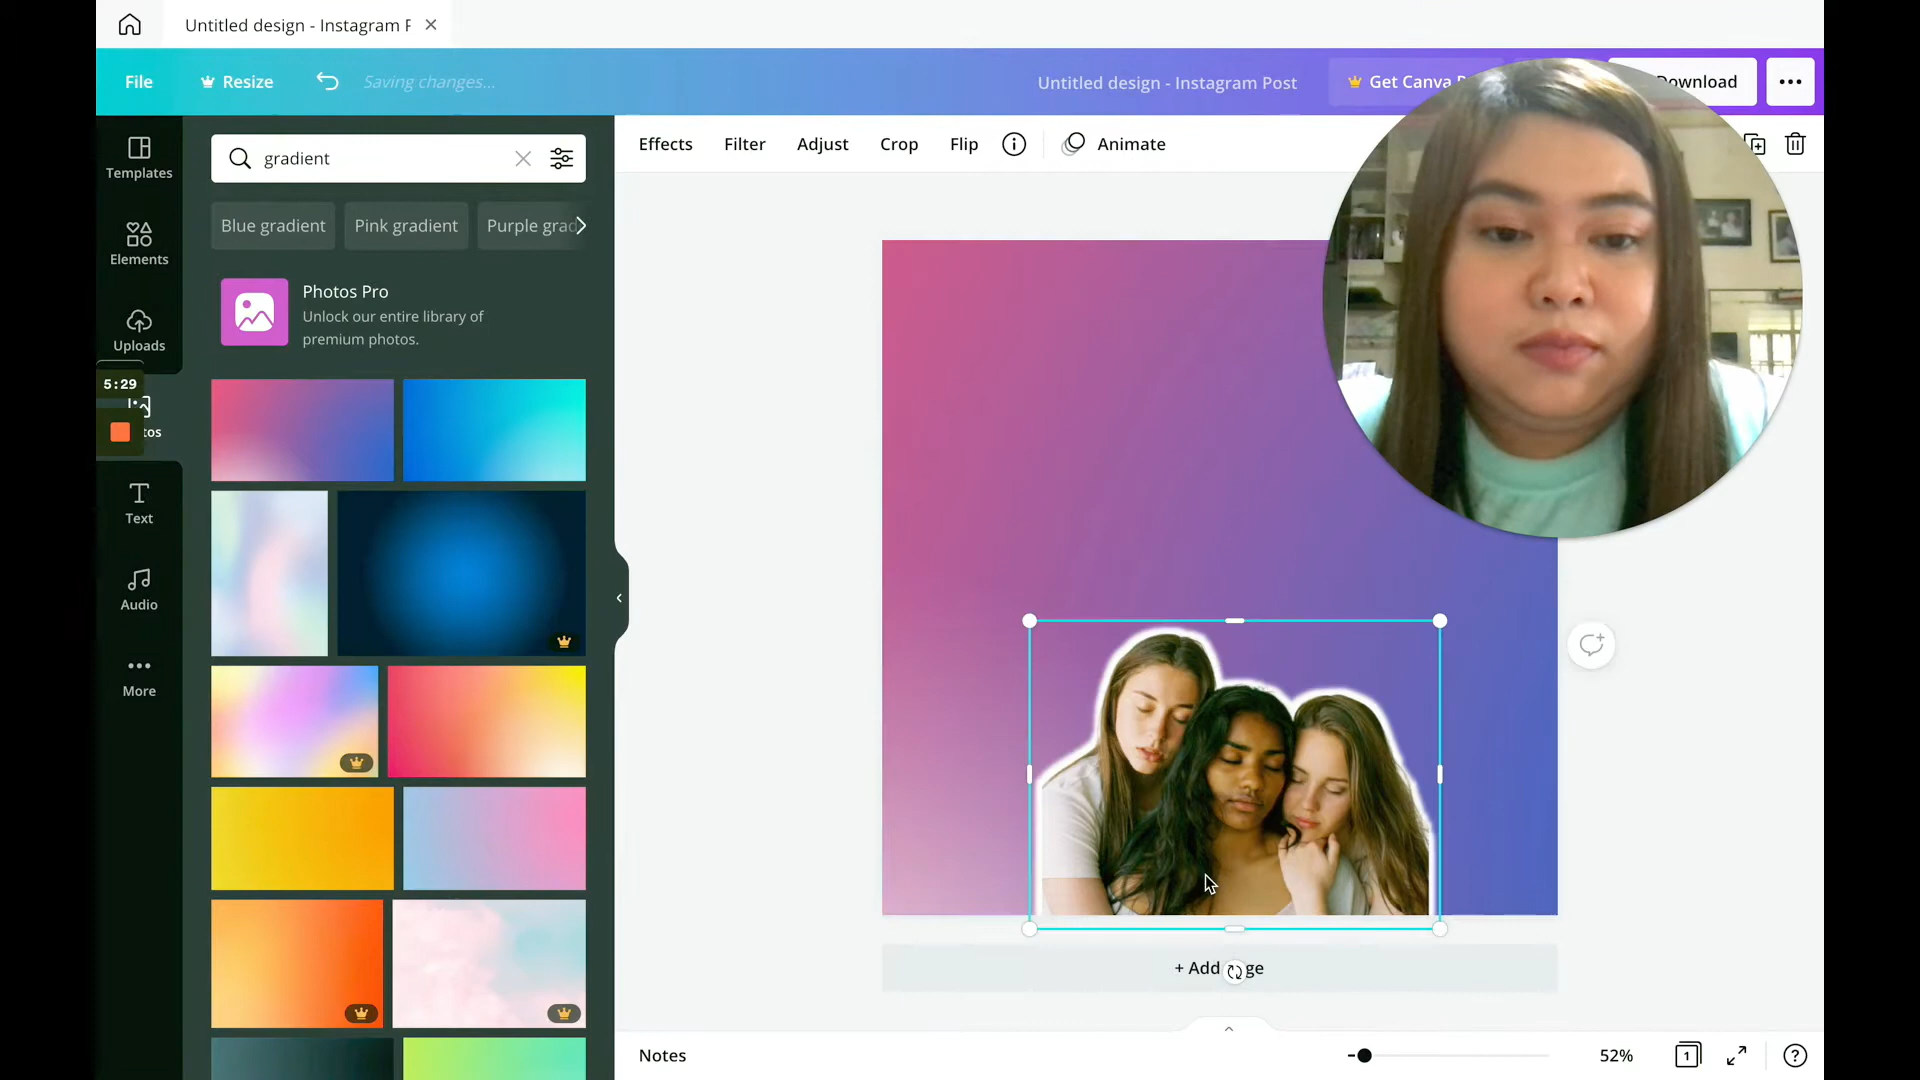 Untitled design - Instagram P
File
Resize
Saving changes...
Untitled design - Instagram Post
Get Canva P
Download
Templates
gradient
Effects
Filter
Adjust
Crop
Flip
Animate
Blue gradient
Pink gradient
Purple grad
Elements
Photos Pro
Unlock our entire library of
premium photos.
Uploads
5:29
tos
Text
Audio
More
+ Add ge
Notes
52%
1